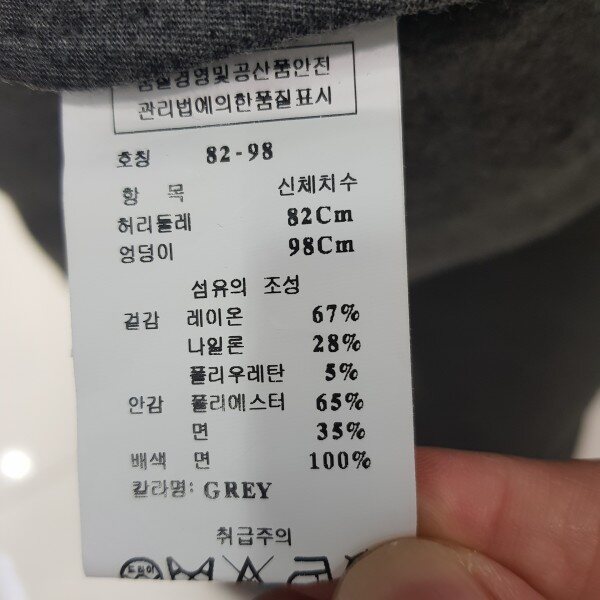 품질경영및공산품안전
관리법에의한품질표시
호칭 82-98
항 목 신체치수
허리둘레 82Cm
엉덩이 98Cm
섬유의 조성
겉감 레이온 67%
나일론 28%
폴리우레탄 5%
안감 폴리에스터 65%
면 35%
배색 면 100%
칼라명: GREY
취급주의
드라이